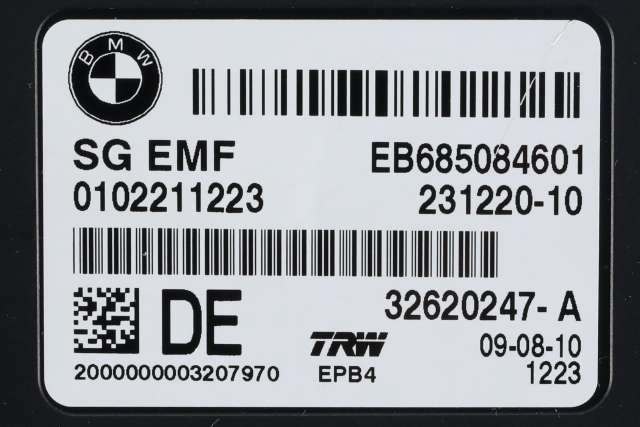 BMW
SG EMF EB685084601
0102211223 231220-10
DE 32620247- A
TRW 09-08-10
2000000003207970 EPB4 1223